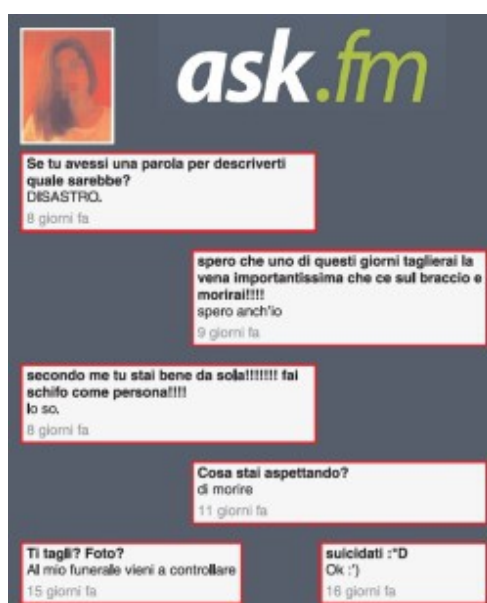 ask.fm
Se tu avessi una parola per descriverti
quale sarebbe?
DISASTRO.
8 giorni fa
spero che uno di questi giorni taglierai la
vena importantissima che ce sul braccio e
morirai!!!!
spero anch'io
9 giorni fa
secondo me tu stai bene da sola!!!!!!! fai
schifo come persona!!!!
lo so.
8 giorni fa
Cosa stai aspettando?
di morire
11 giorni fa
Ti tagli? Foto?
Al mio funerale vieni a controllare
15 giorni fa
suicidati :"D
Ok :')
16 giorni fa